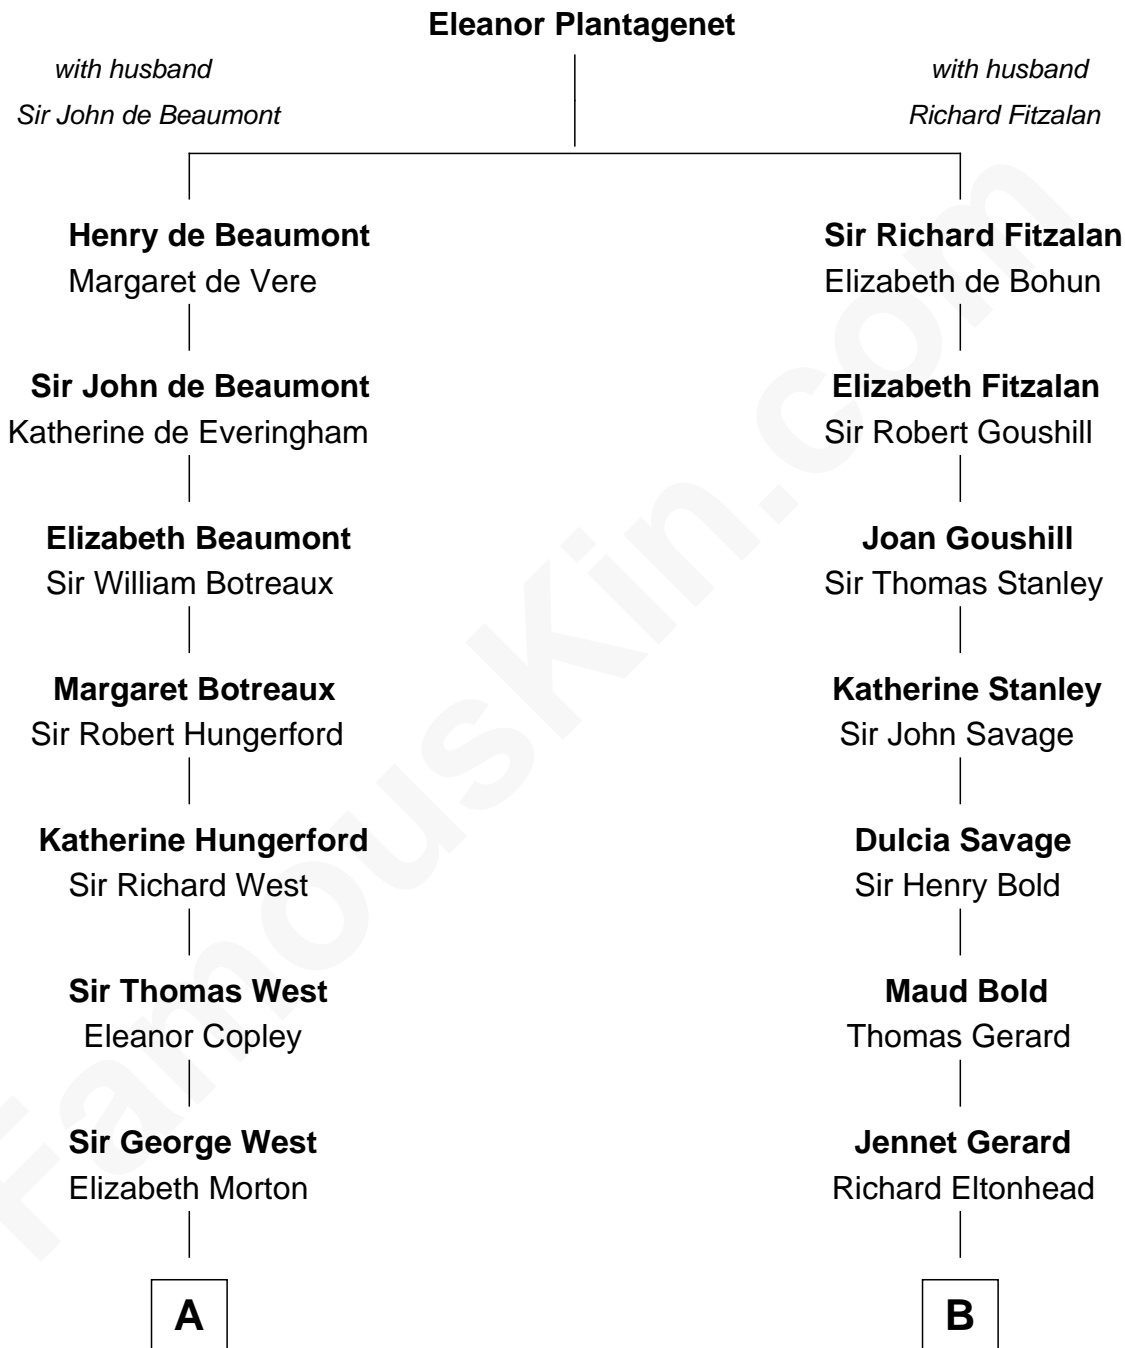 Eleanor Plantagenet
with husband
Sir John de Beaumont
with husband
Richard Fitzalan
Henry de Beaumont
Margaret de Vere
Sir Richard Fitzalan
Elizabeth de Bohun
Sir John de Beaumont
Katherine de Everingham
Elizabeth Fitzalan
Sir Robert Goushill
Elizabeth Beaumont
Sir William Botreaux
Joan Goushill
Sir Thomas Stanley
Margaret Botreaux
Sir Robert Hungerford
Katherine Stanley
Sir John Savage
Katherine Hungerford
Sir Richard West
Dulcia Savage
Sir Henry Bold
Sir Thomas West
Eleanor Copley
Maud Bold
Thomas Gerard
Sir George West
Elizabeth Morton
Jennet Gerard
Richard Eltonhead
A
B
FamousKin.com